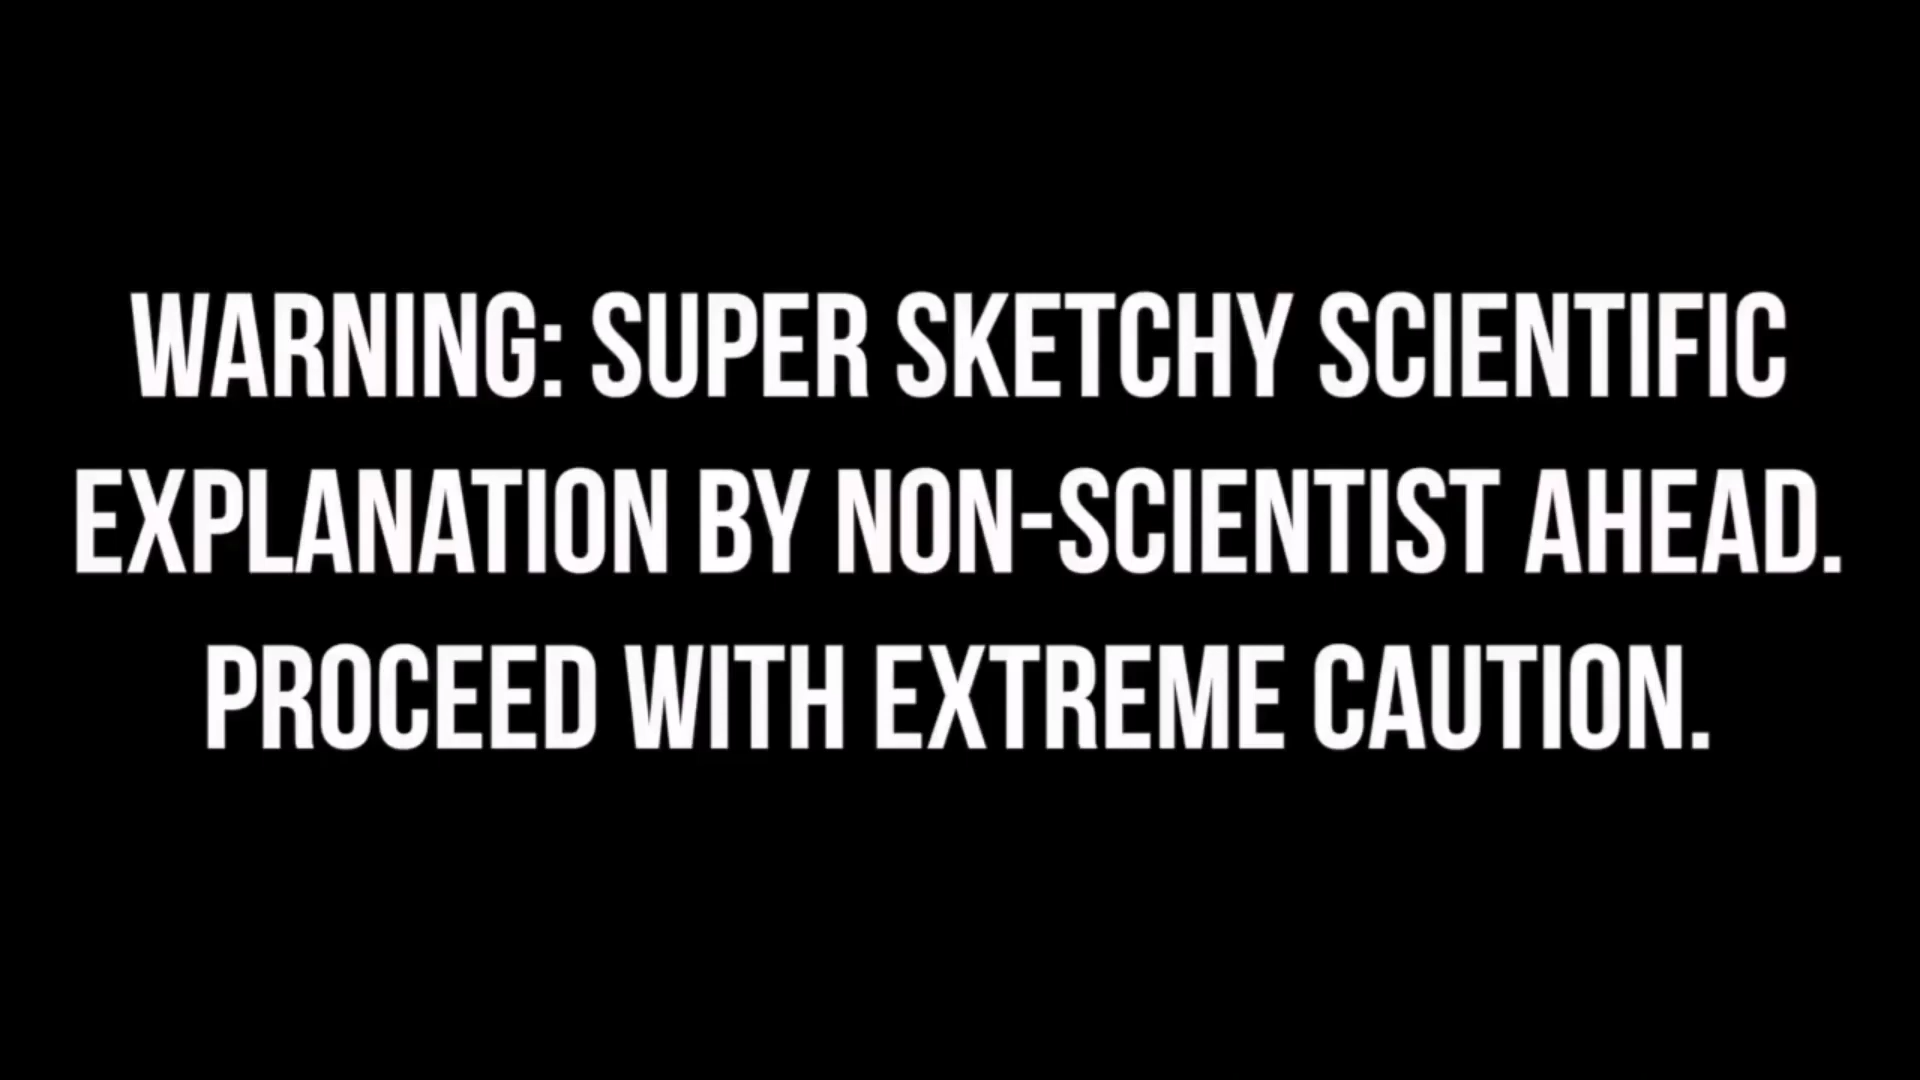 WARNING: SUPER SKETCHY SCIENTIFIC
EXPLANATION BY NON-SCIENTIST AHEAD.
PROCEED WITH EXTREME CAUTION.